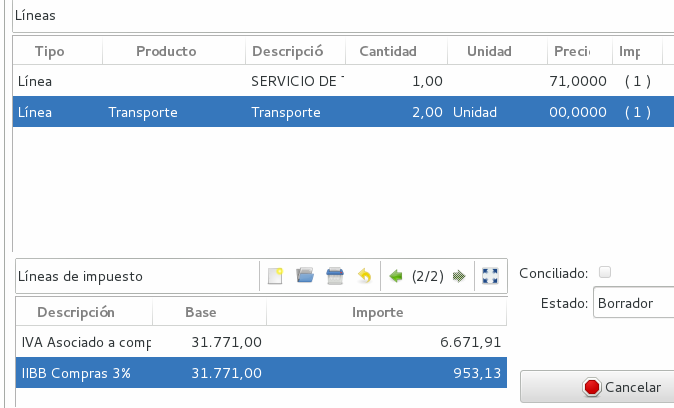 Líneas
Tipo Producto Descripció Cantidad Unidad Preci Imp
Línea SERVICIO DE 1,00 71,0000 ( 1 )
Línea Transporte Transporte 2,00 Unidad 00,0000 ( 1 )
Líneas de impuesto (2/2) Conciliado:
Estado: Borrador
Descripción Base Importe
IVA Asociado a comp 31.771,00 6.671,91
IIBB Compras 3% 31.771,00 953,13
Cancelar